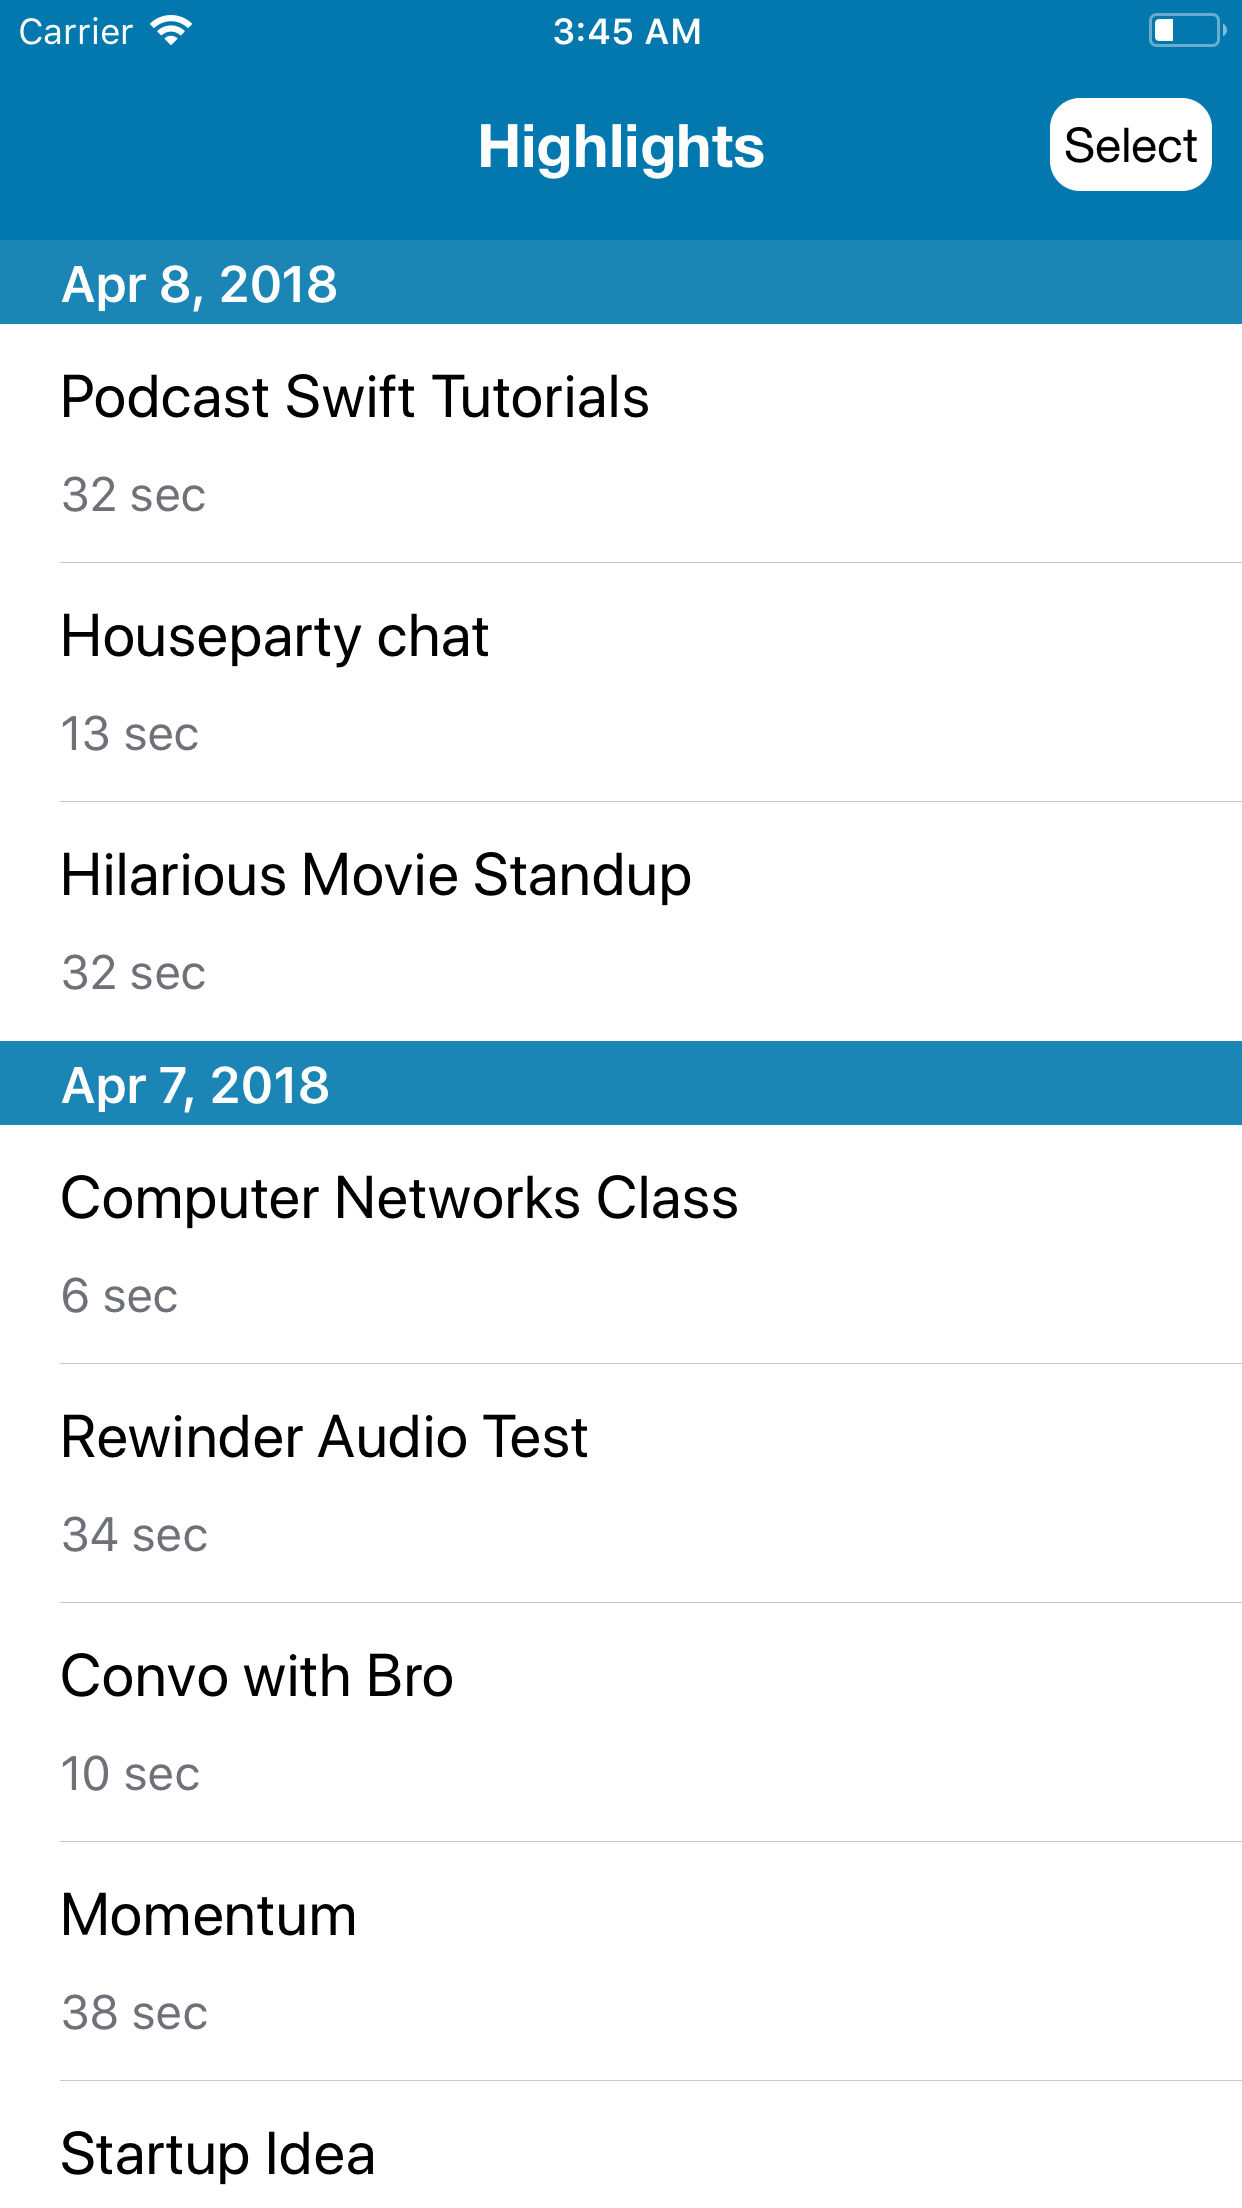 Carrier 3:45 AM
Highlights
Select
Apr 8, 2018
Podcast Swift Tutorials
32 sec
Houseparty chat
13 sec
Hilarious Movie Standup
32 sec
Apr 7, 2018
Computer Networks Class
6 sec
Rewinder Audio Test
34 sec
Convo with Bro
10 sec
Momentum
38 sec
Startup Idea